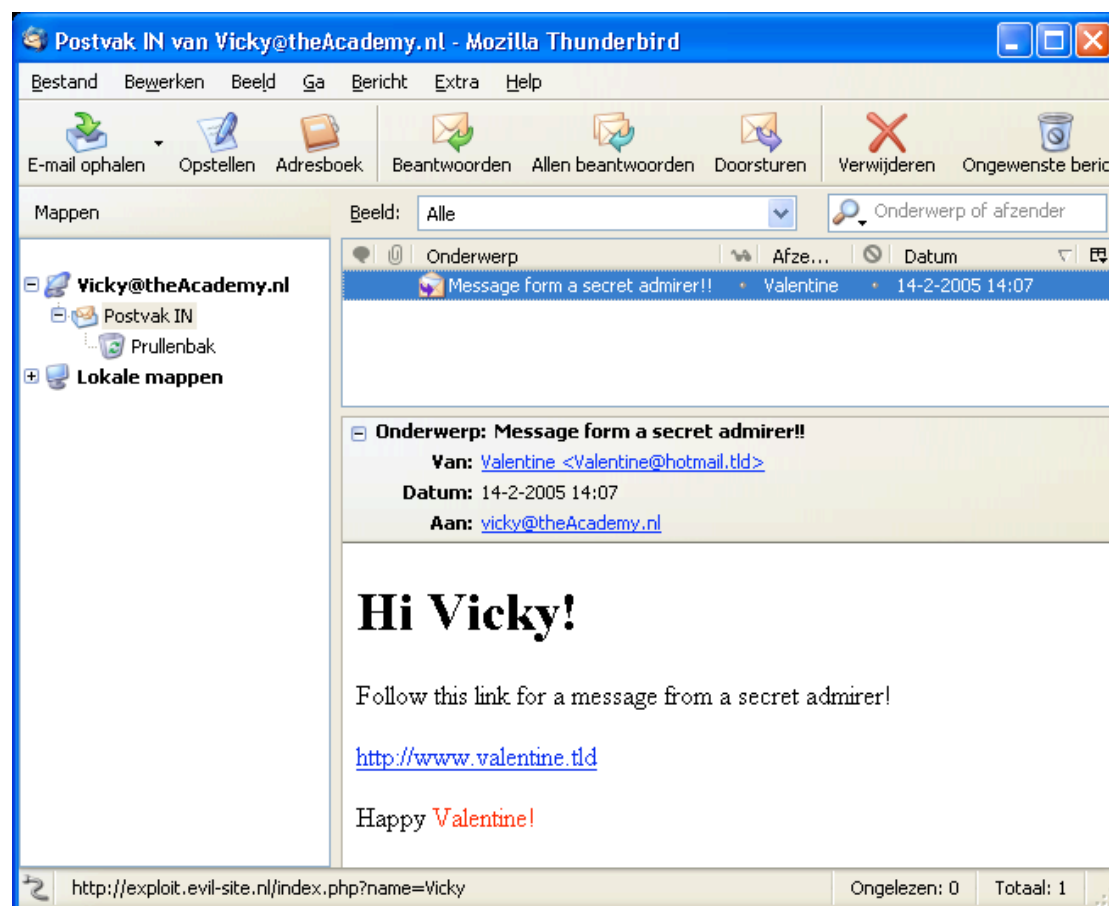 Postvak IN van Vicky@theAcademy.nl - Mozilla Thunderbird
Bestand Bewerken Beeld Ga Bericht Extra Help
E-mail ophalen Opstellen Adresboek Beantwoorden Allen beantwoorden Doorsturen Verwijderen Ongewenste beric
Mappen Beeld: Alle Onderwerp of afzender
Onderwerp Afze... Datum
Vicky@theAcademy.nl Message form a secret admirer!! Valentine 14-2-2005 14:07
Postvak IN
Prullenbak
Lokale mappen
Onderwerp: Message form a secret admirer!!
Van: Valentine <Valentine@hotmail.tld>
Datum: 14-2-2005 14:07
Aan: vicky@theAcademy.nl
Hi Vicky!
Follow this link for a message from a secret admirer!
http://www.valentine.tld
Happy Valentine!
http://exploit.evil-site.nl/index.php?name=Vicky Ongelezen: 0 Totaal: 1